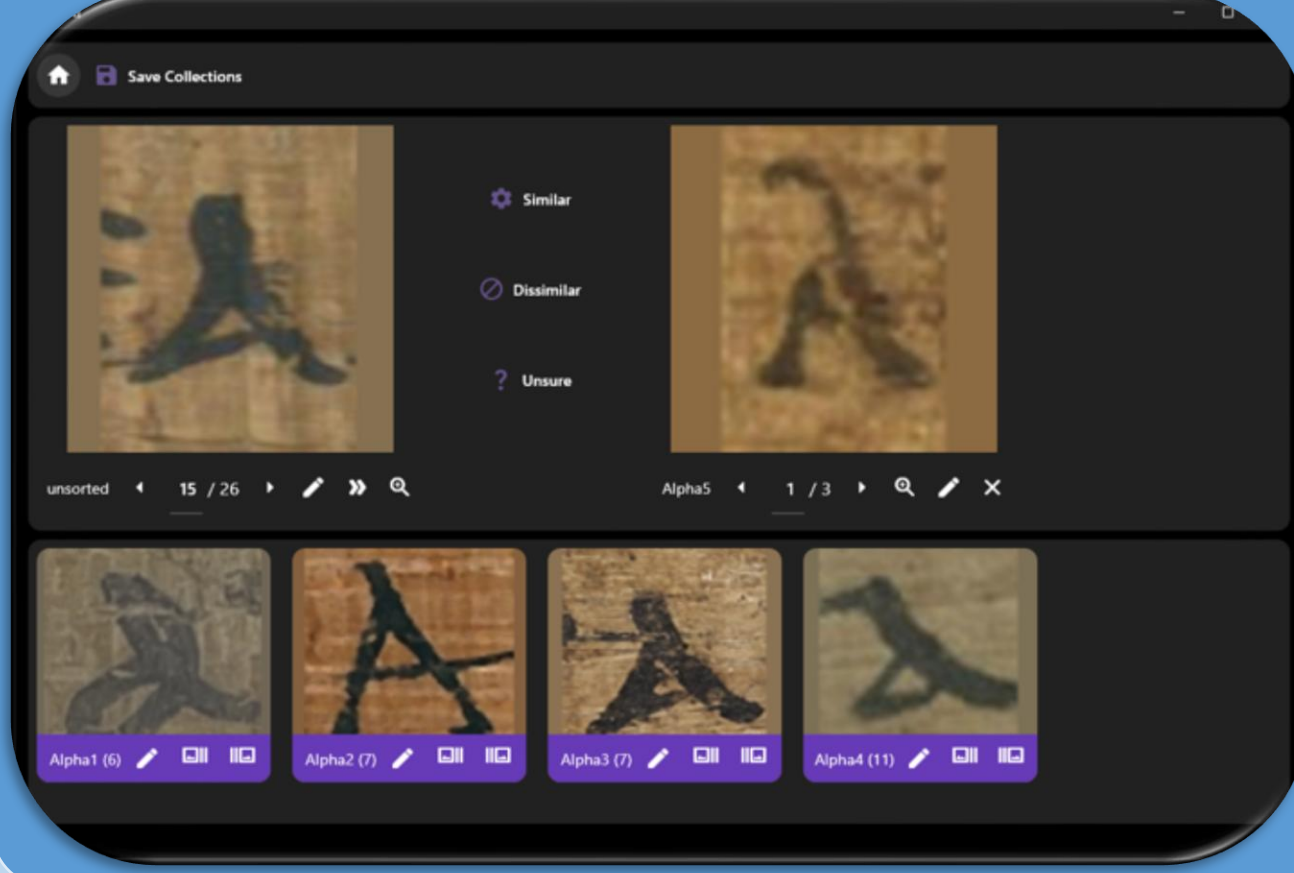 Save Collections
Similar
Dissimilar
? Unsure
unsorted 15 / 26
Alpha5 1 / 3
Alpha1 (6)
Alpha2 (7)
Alpha3 (7)
Alpha4 (11)